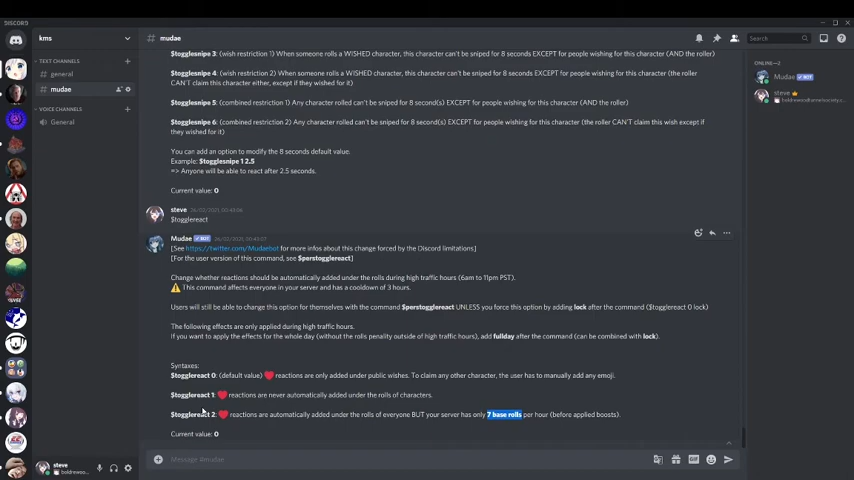 DISCORD
kms
mudae
Search
TEXT CHANNELS
general
mudae
VOICE CHANNELS
General
ONLINE—2
Mudae BOT
steve
$togglesnipe 3: (wish restriction 1) When someone rolls a WISHED character, this character can't be sniped for 8 seconds EXCEPT for people wishing for this character (AND the roller)
$togglesnipe 4: (wish restriction 2) When someone rolls a WISHED character, this character can't be sniped for 8 seconds EXCEPT for people wishing for this character (the roller
CAN'T claim this character either, except if they wished for it)
$togglesnipe 5: (combined restriction 1) Any character rolled can't be sniped for 8 second(s) EXCEPT for people wishing for this character (AND the roller)
$togglesnipe 6: (combined restriction 2) Any character rolled can't be sniped for 8 second(s) EXCEPT for people wishing for this character (the roller CAN'T claim this wish except if
they wished for it)
You can add an option to modify the 8 seconds default value.
Example: $togglesnipe 1 2.5
=> Anyone will be able to react after 2.5 seconds.
Current value: 0
steve
$togglereact
Mudae BOT
[See https://twitter.com/Mudaebot for more infos about this change forced by the Discord limitations]
[For the user version of this command, see $perstogglereact]
Change whether reactions should be automatically added under the rolls during high traffic hours (6am to 11pm PST).
This command affects everyone in your server and has a cooldown of 3 hours.
Users will still be able to change this option for themselves with the command $perstogglereact UNLESS you force this option by adding lock after the command ($togglereact 0 lock)
The following effects are only applied during high traffic hours.
If you want to apply the effects for the whole day (without the rolls penality outside of high traffic hours), add fullday after the command (can be combined with lock).
Syntaxes:
$togglereact 0: (default value) reactions are only added under public wishes. To claim any other character, the user has to manually add any emoji.
$togglereact 1: reactions are never automatically added under the rolls of characters.
$togglereact 2: reactions are automatically added under the rolls of everyone BUT your server has only 7 base rolls per hour (before applied boosts).
Current value: 0
steve
Message #mudae
GIF